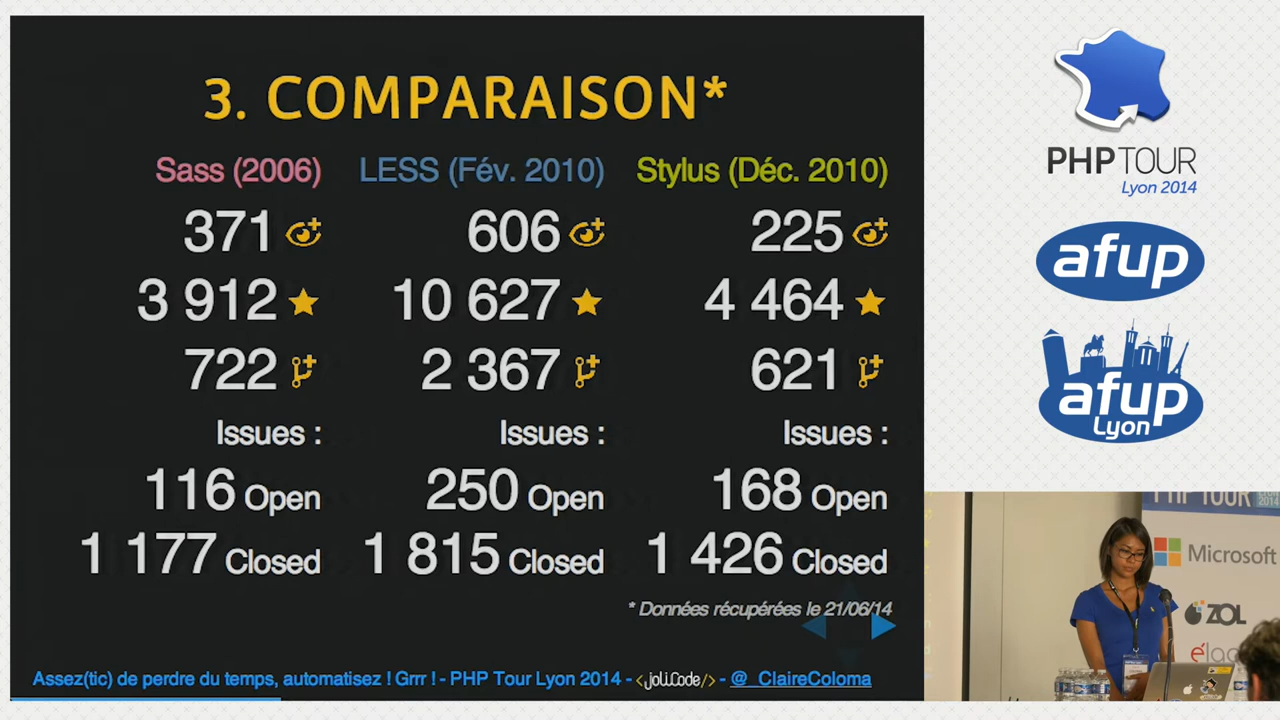 3. COMPARAISON*
Sass (2006) LESS (Fév. 2010) Stylus (Déc. 2010)
371 606 225
3 912 10 627 4 464
722 2 367 621
Issues : Issues : Issues :
116 Open 250 Open 168 Open
1 177 Closed 1 815 Closed 1 426 Closed
* Données récupérées le 21/06/14
Assez(tic) de perdre du temps, automatisez ! Grrr ! - PHP Tour Lyon 2014 - <joliCode/> - @_ClaireColoma
PHP TOUR
Lyon 2014
afup
afup
Lyon
PHP TOUR
2014
Microsoft
ZOL